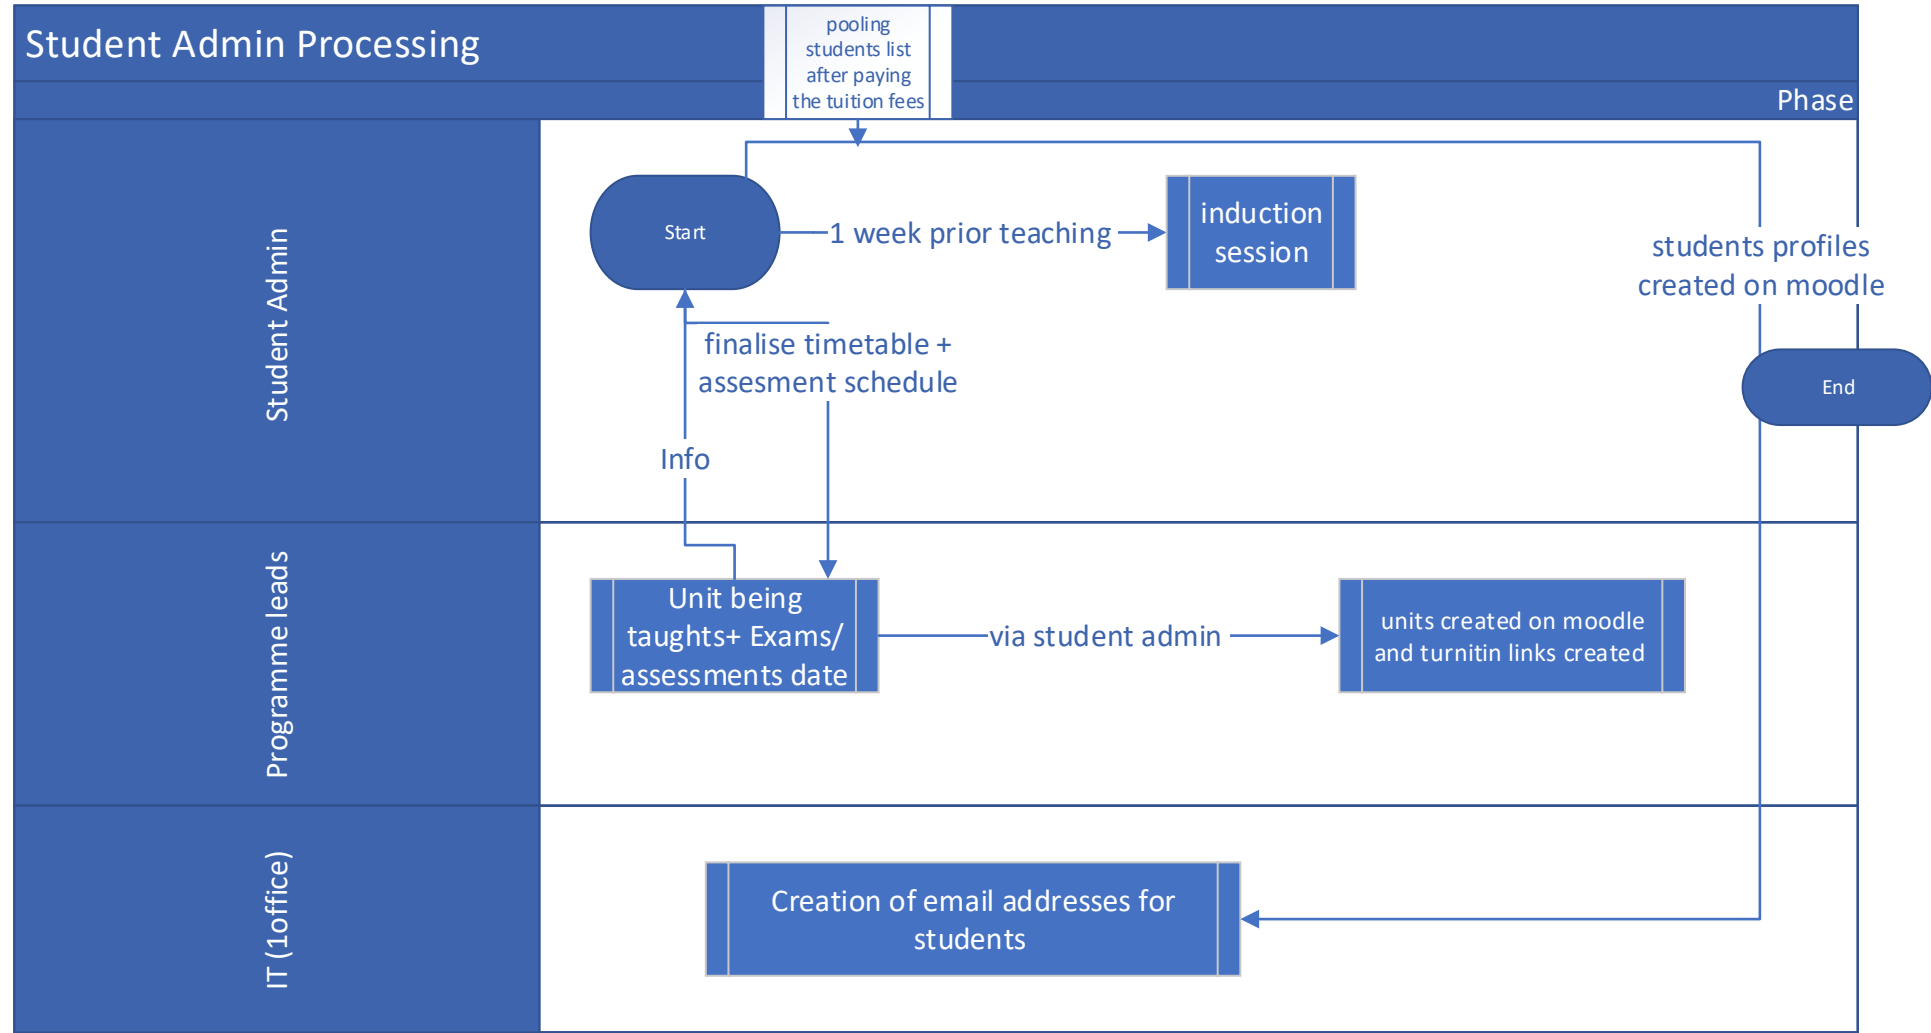 Student Admin Processing
pooling
students list
after paying
the tuition fees
Phase
Student Admin
Start
1 week prior teaching
induction
session
students profiles
created on moodle
finalise timetable +
assesment schedule
End
Info
Programme leads
Unit being
taughts+ Exams/
assessments date
via student admin
units created on moodle
and turnitin links created
IT (1office)
Creation of email addresses for
students